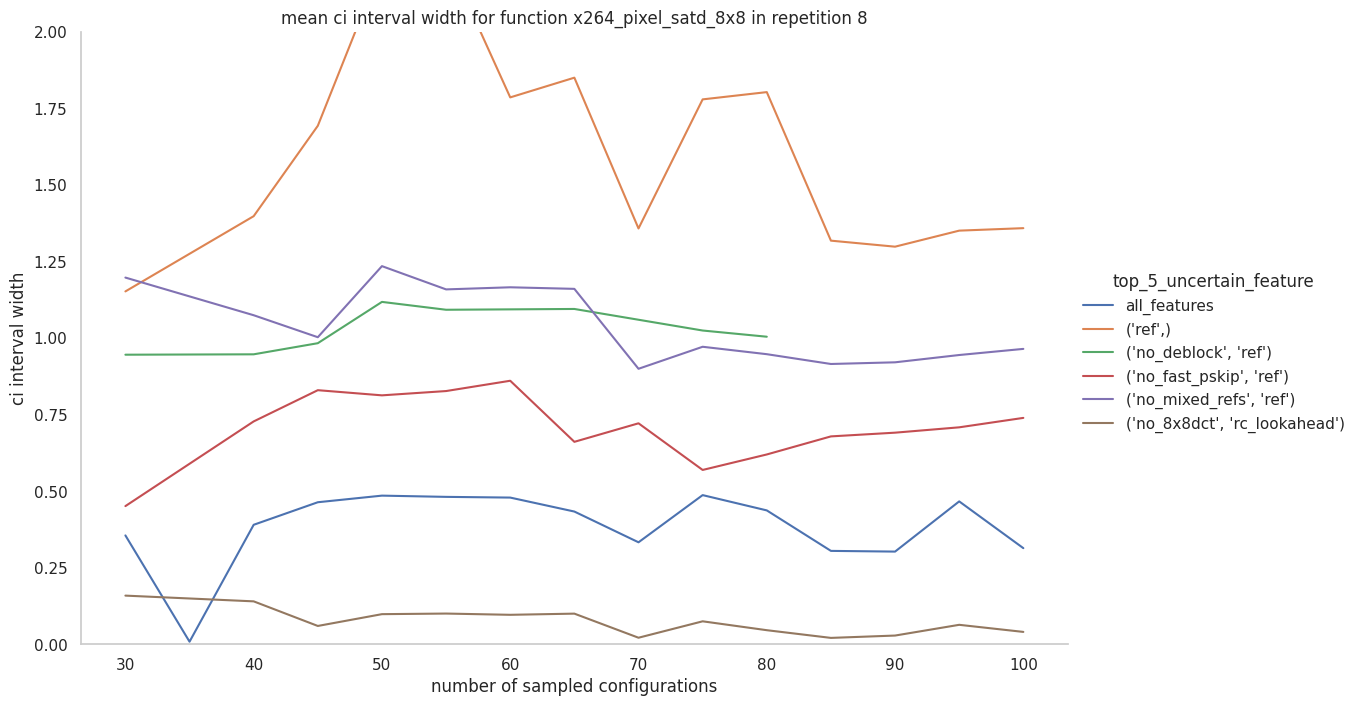 mean ci interval width for function x264_pixel_satd_8x8 in repetition 8
2.00
1.75
1.50
1.25
1.00
0.75
0.50
0.25
0.00
ci interval width
30 40 50 60 70 80 90 100
number of sampled configurations
top_5_uncertain_feature
all_features
('ref',)
('no_deblock', 'ref')
('no_fast_pskip', 'ref')
('no_mixed_refs', 'ref')
('no_8x8dct', 'rc_lookahead')